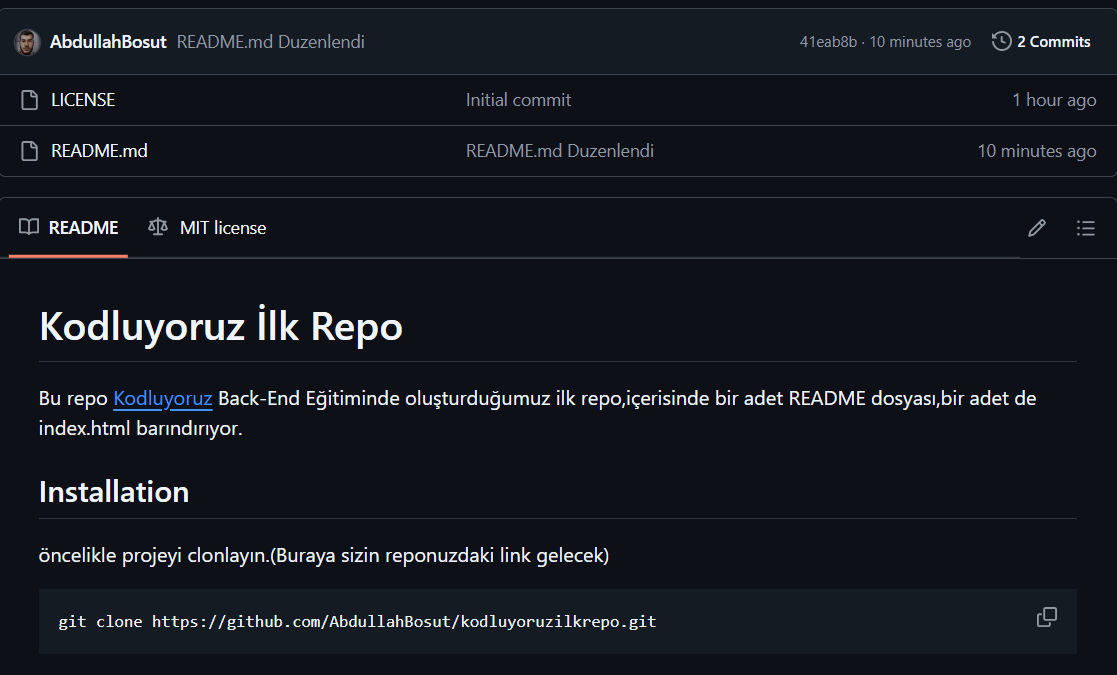 AbdullahBosut README.md Duzenlendi 41eab8b · 10 minutes ago 2 Commits
LICENSE Initial commit 1 hour ago
README.md README.md Duzenlendi 10 minutes ago
README MIT license
Kodluyoruz İlk Repo
Bu repo Kodluyoruz Back-End Eğitiminde oluşturduğumuz ilk repo,içerisinde bir adet README dosyası,bir adet de
index.html barındırıyor.
Installation
öncelikle projeyi clonlayın.(Buraya sizin reponuzdaki link gelecek)
git clone https://github.com/AbdullahBosut/kodluyoruzilkrepo.git